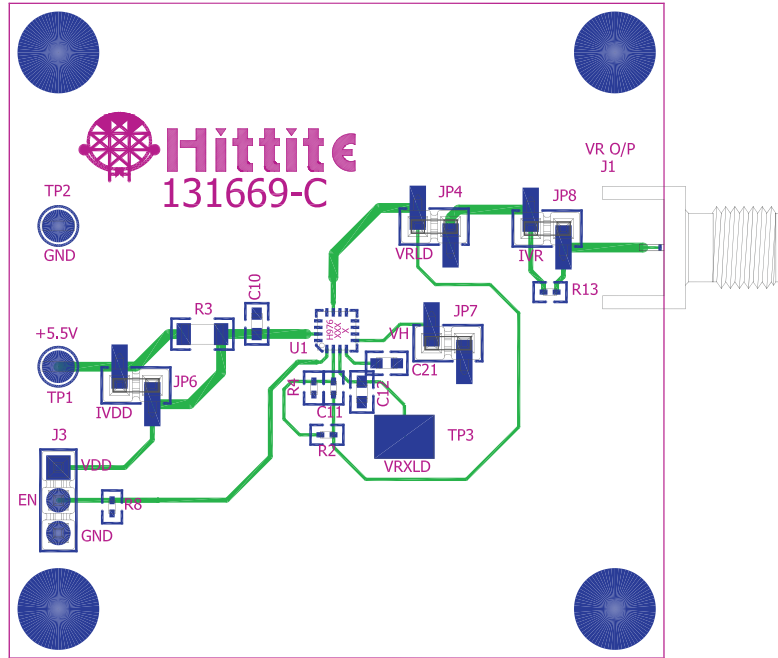 Hittite
131669-C
VR O/P
J1
TP2
GND
JP4
VRLD
JP8
IVR
R13
C10
R3
+5.5V
TP1
U1
H976
XXX
X
VH
JP7
C21
JP6
IVDD
R4
C11
C12
R2
TP3
VRXLD
J3
VDD
EN
R8
GND